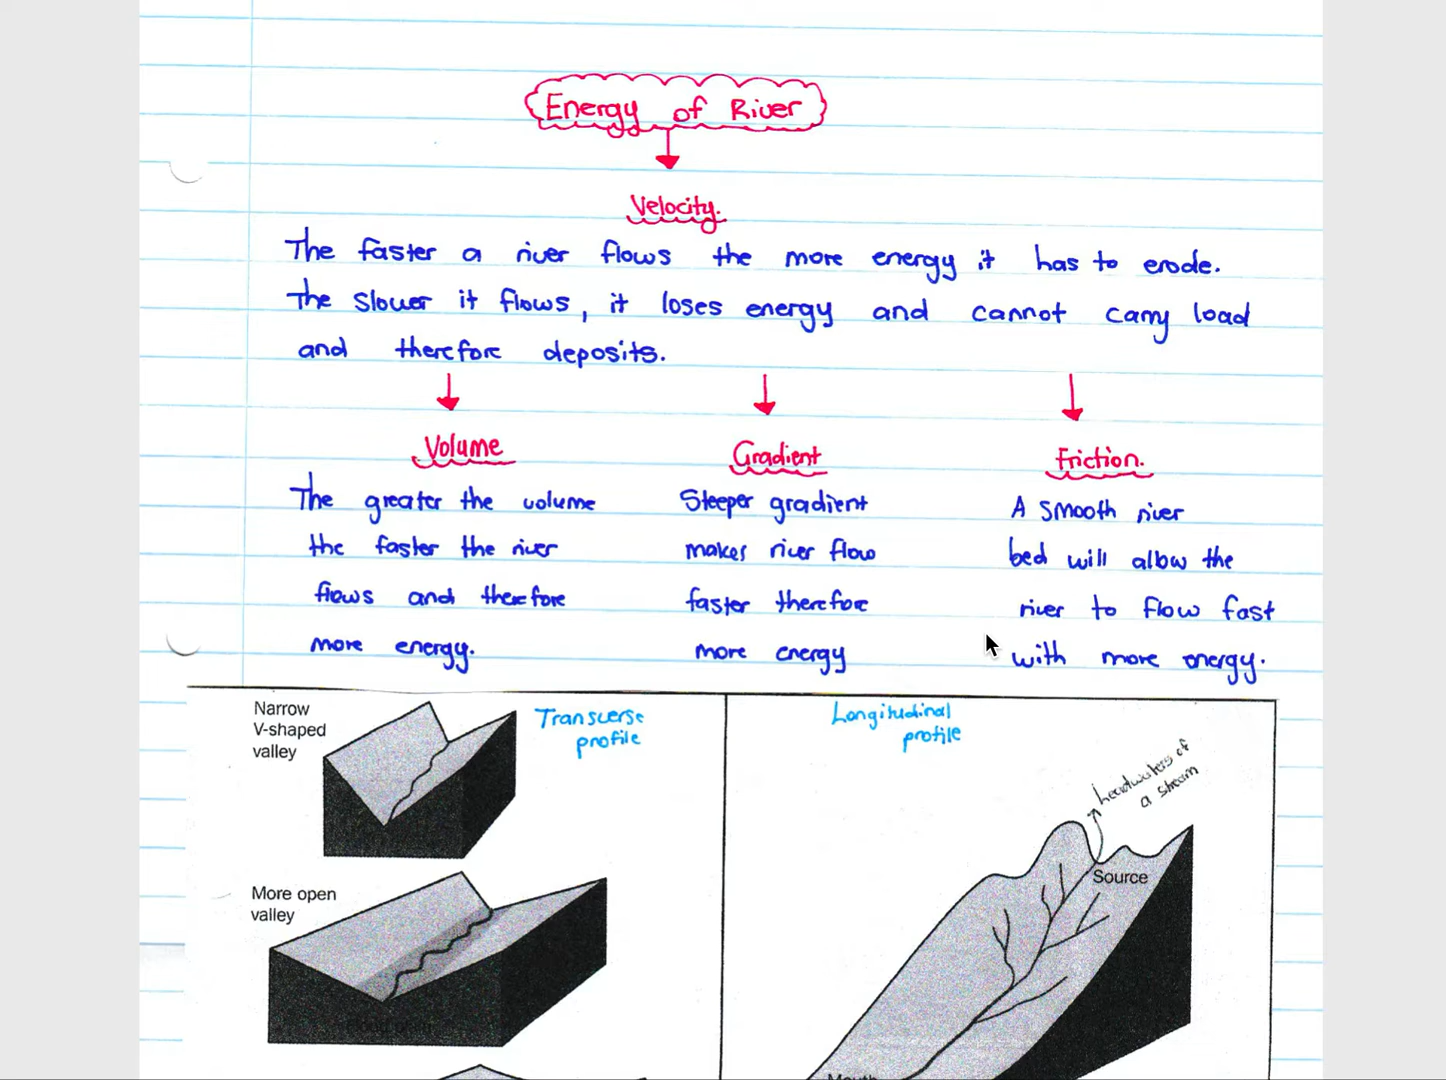 Energy of River
Velocity.
The faster a river flows the more energy it has to erode.
The slower it flows, it loses energy and cannot carry load
and therefore deposits.
Volume
The greater the volume
the faster the river
flows and therefore
more energy.
Gradient
Steeper gradient
makes river flow
faster therefore
more energy
Friction.
A smooth river
bed will allow the
river to flow fast
with more energy.
Narrow
V-shaped
valley
Transverse
profile
More open
valley
Longitudinal
profile
headwaters of
a stream
Source
Mouth